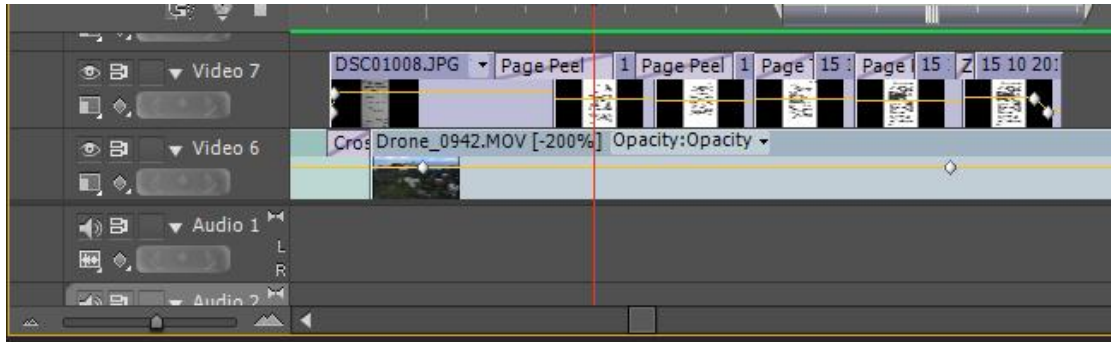 Video 7
DSC01008.JPG Page Peel 1 Page Peel 1 Page 15 : Page 15 Z 15 10 201
Video 6
Cros Drone_0942.MOV [-200%] Opacity:Opacity
Audio 1
L
R
Audio 2